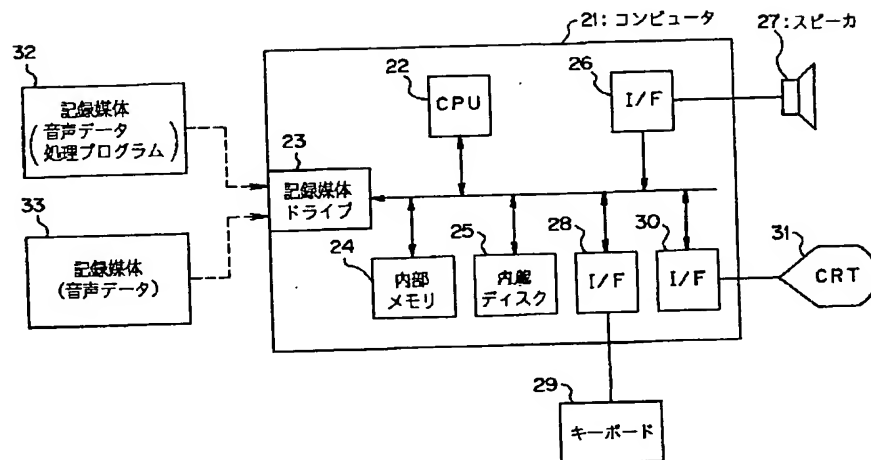 21:コンピュータ
27:スピーカ
32
22
26
記録媒体
(音声データ
処理プログラム)
CPU
I/F
23
記録媒体
ドライブ
33
記録媒体
(音声データ)
24
内部
メモリ
25
内蔵
ディスク
28
I/F
30
I/F
31
CRT
29
キーボード